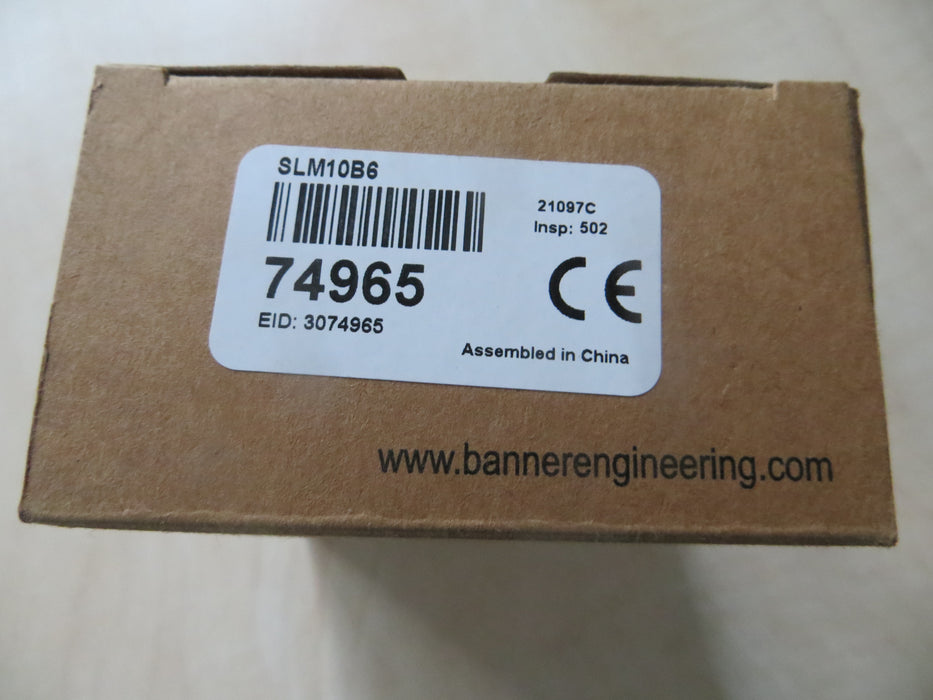 SLM10B6
21097C
Insp: 502
74965
CE
EID: 3074965
Assembled in China
www.bannerengineering.com